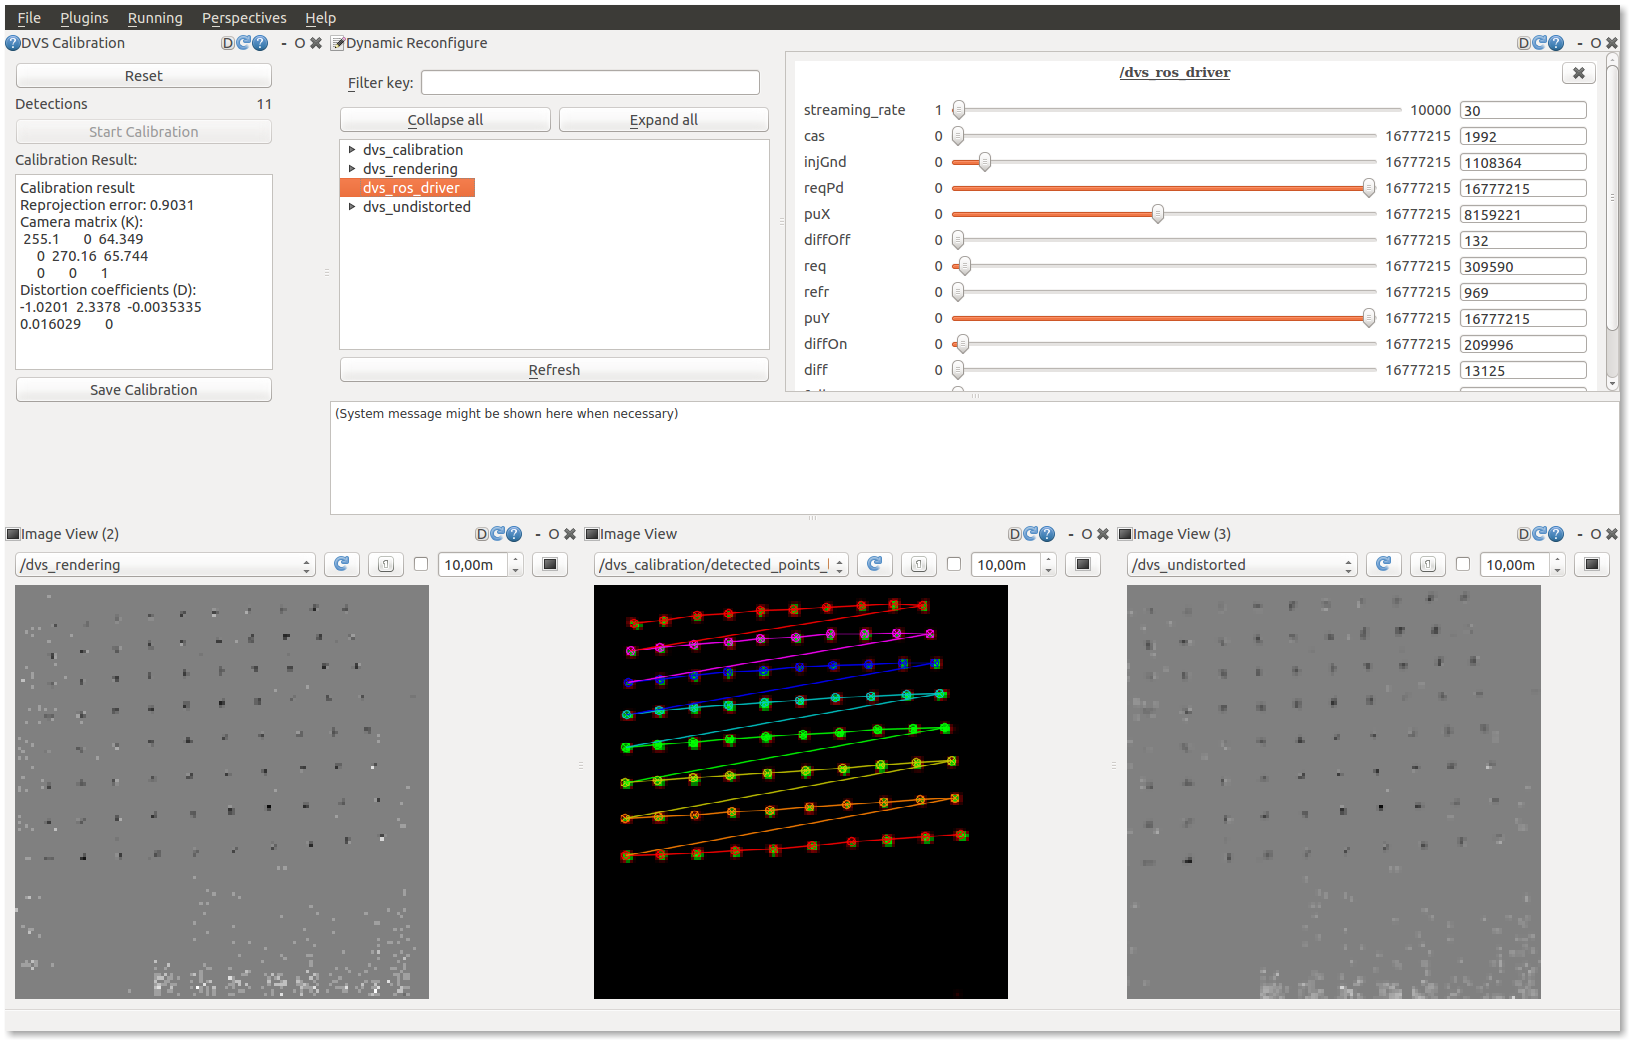 File Plugins Running Perspectives Help
DVS Calibration
D - O
Dynamic Reconfigure
D - O
Reset
Detections 11
Start Calibration
Calibration Result:
Calibration result
Reprojection error: 0.9031
Camera matrix (K):
255.1 0 64.349
0 270.16 65.744
0 0 1
Distortion coefficients (D):
-1.0201 2.3378 -0.0035335
0.016029 0
Save Calibration
Filter key:
Collapse all Expand all
dvs_calibration
dvs_rendering
dvs_ros_driver
dvs_undistorted
Refresh
/dvs_ros_driver
streaming_rate 1 10000 30
cas 0 16777215 1992
injGnd 0 16777215 1108364
reqPd 0 16777215 16777215
puX 0 16777215 8159221
diffOff 0 16777215 132
req 0 16777215 309590
refr 0 16777215 969
puY 0 16777215 16777215
diffOn 0 16777215 209996
diff 0 16777215 13125
(System message might be shown here when necessary)
Image View (2)
D - O
Image View
D - O
Image View (3)
D - O
/dvs_rendering 10,00m
/dvs_calibration/detected_points_ 10,00m
/dvs_undistorted 10,00m